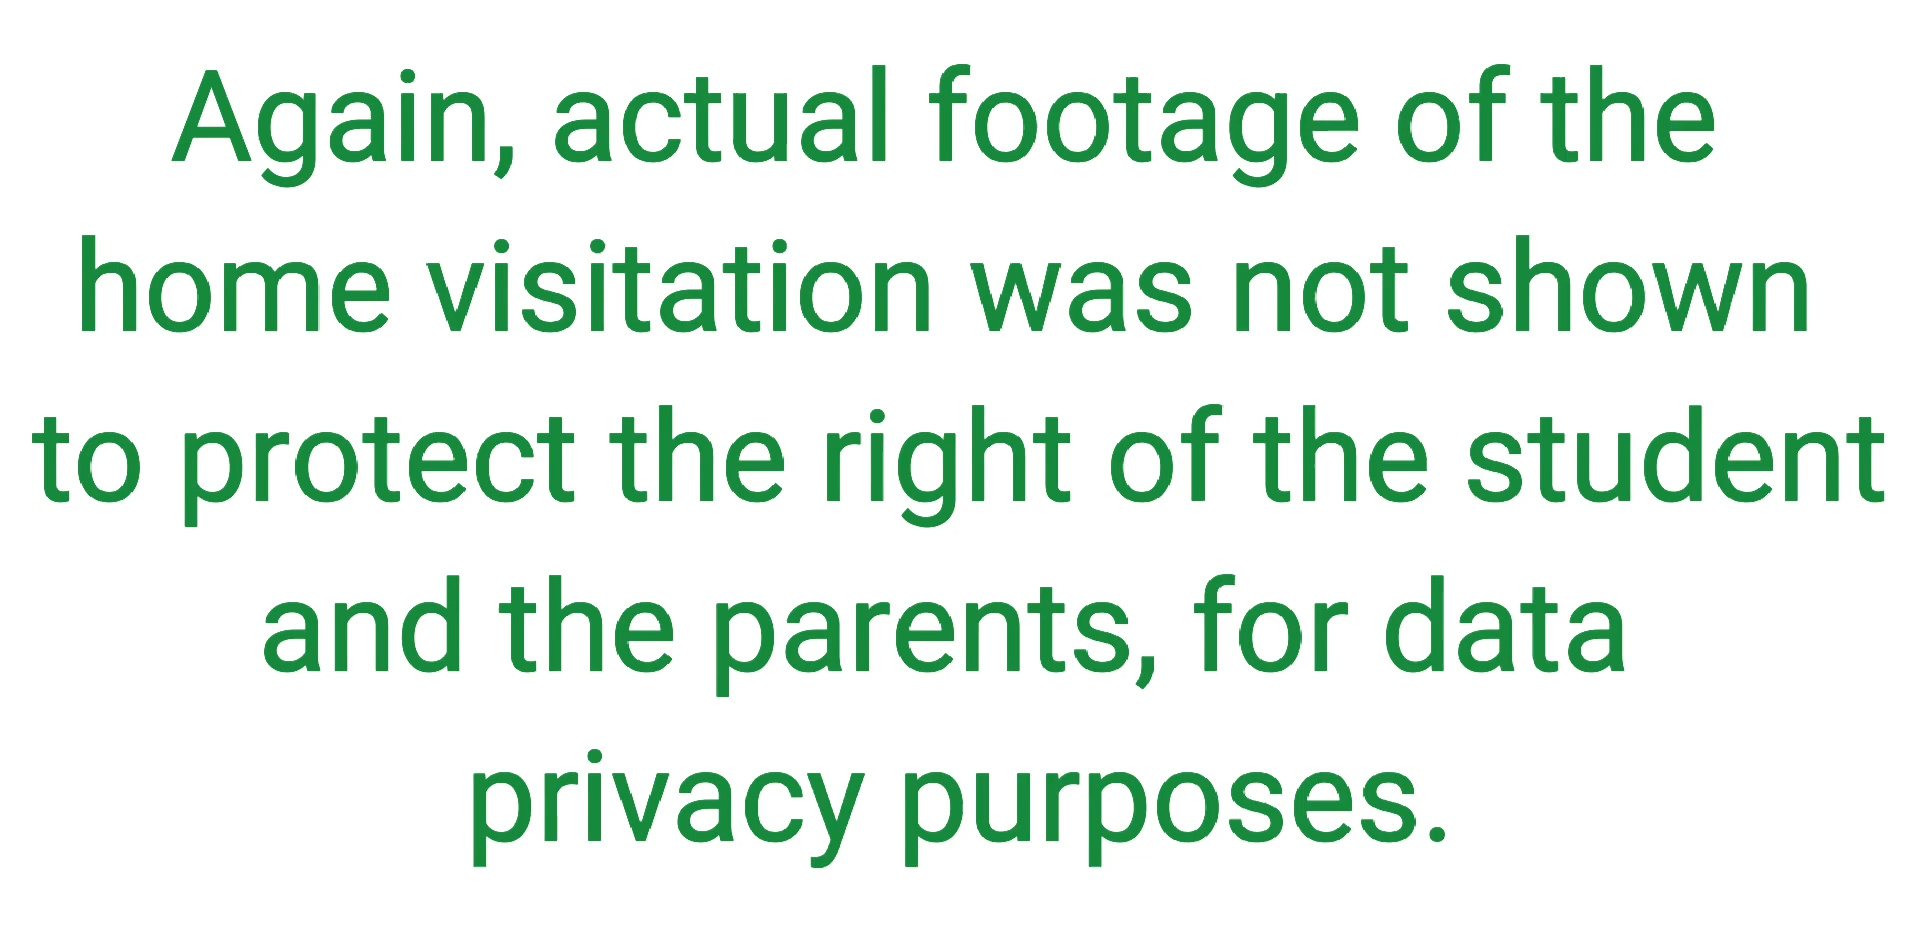 Again, actual footage of the
home visitation was not shown
to protect the right of the student
and the parents, for data
privacy purposes.